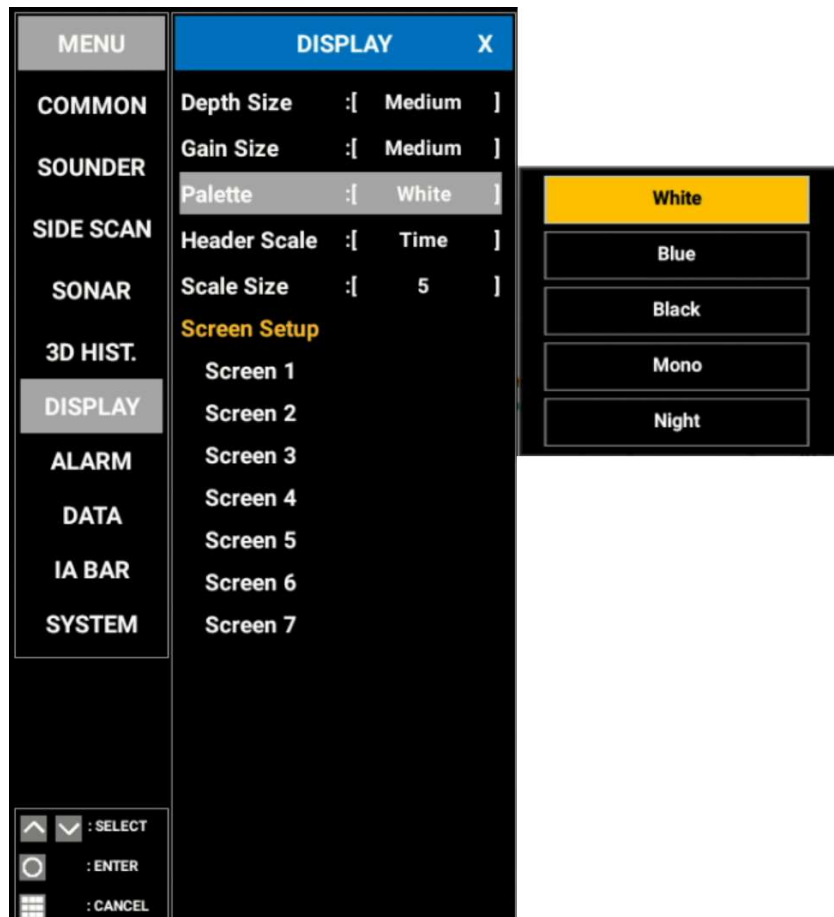 MENU
COMMON
SOUNDER
SIDE SCAN
SONAR
3D HIST.
DISPLAY
ALARM
DATA
IA BAR
SYSTEM
: SELECT
: ENTER
: CANCEL
DISPLAY X
Depth Size :[ Medium ]
Gain Size :[ Medium ]
Palette :[ White ]
Header Scale :[ Time ]
Scale Size :[ 5 ]
Screen Setup
Screen 1
Screen 2
Screen 3
Screen 4
Screen 5
Screen 6
Screen 7
White
Blue
Black
Mono
Night